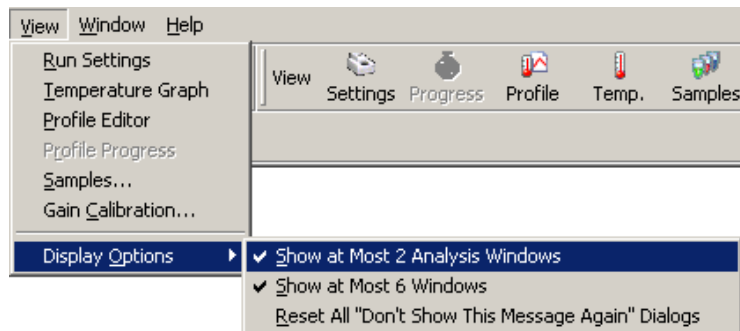 View Window Help
Run Settings
Temperature Graph
Profile Editor
Profile Progress
Samples...
Gain Calibration...
Display Options
View
Settings Progress Profile Temp. Samples
Show at Most 2 Analysis Windows
Show at Most 6 Windows
Reset All "Don't Show This Message Again" Dialogs